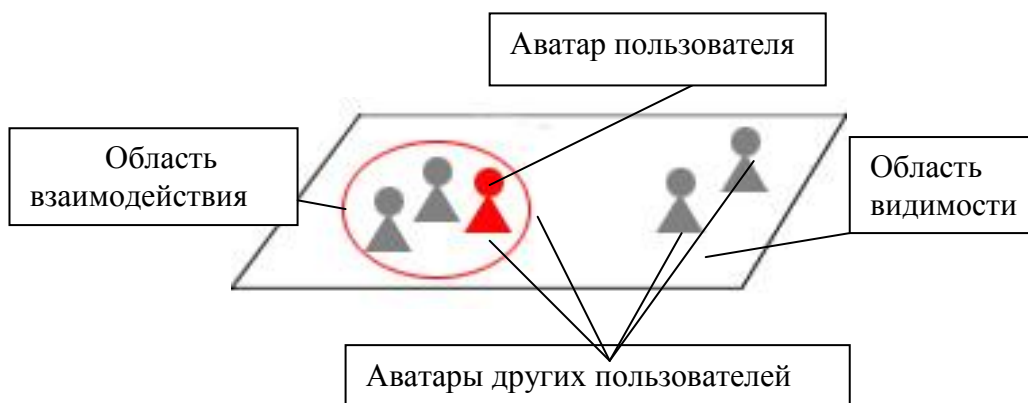 Аватар пользователя
Область
взаимодействия
Область
видимости
Аватары других пользователей